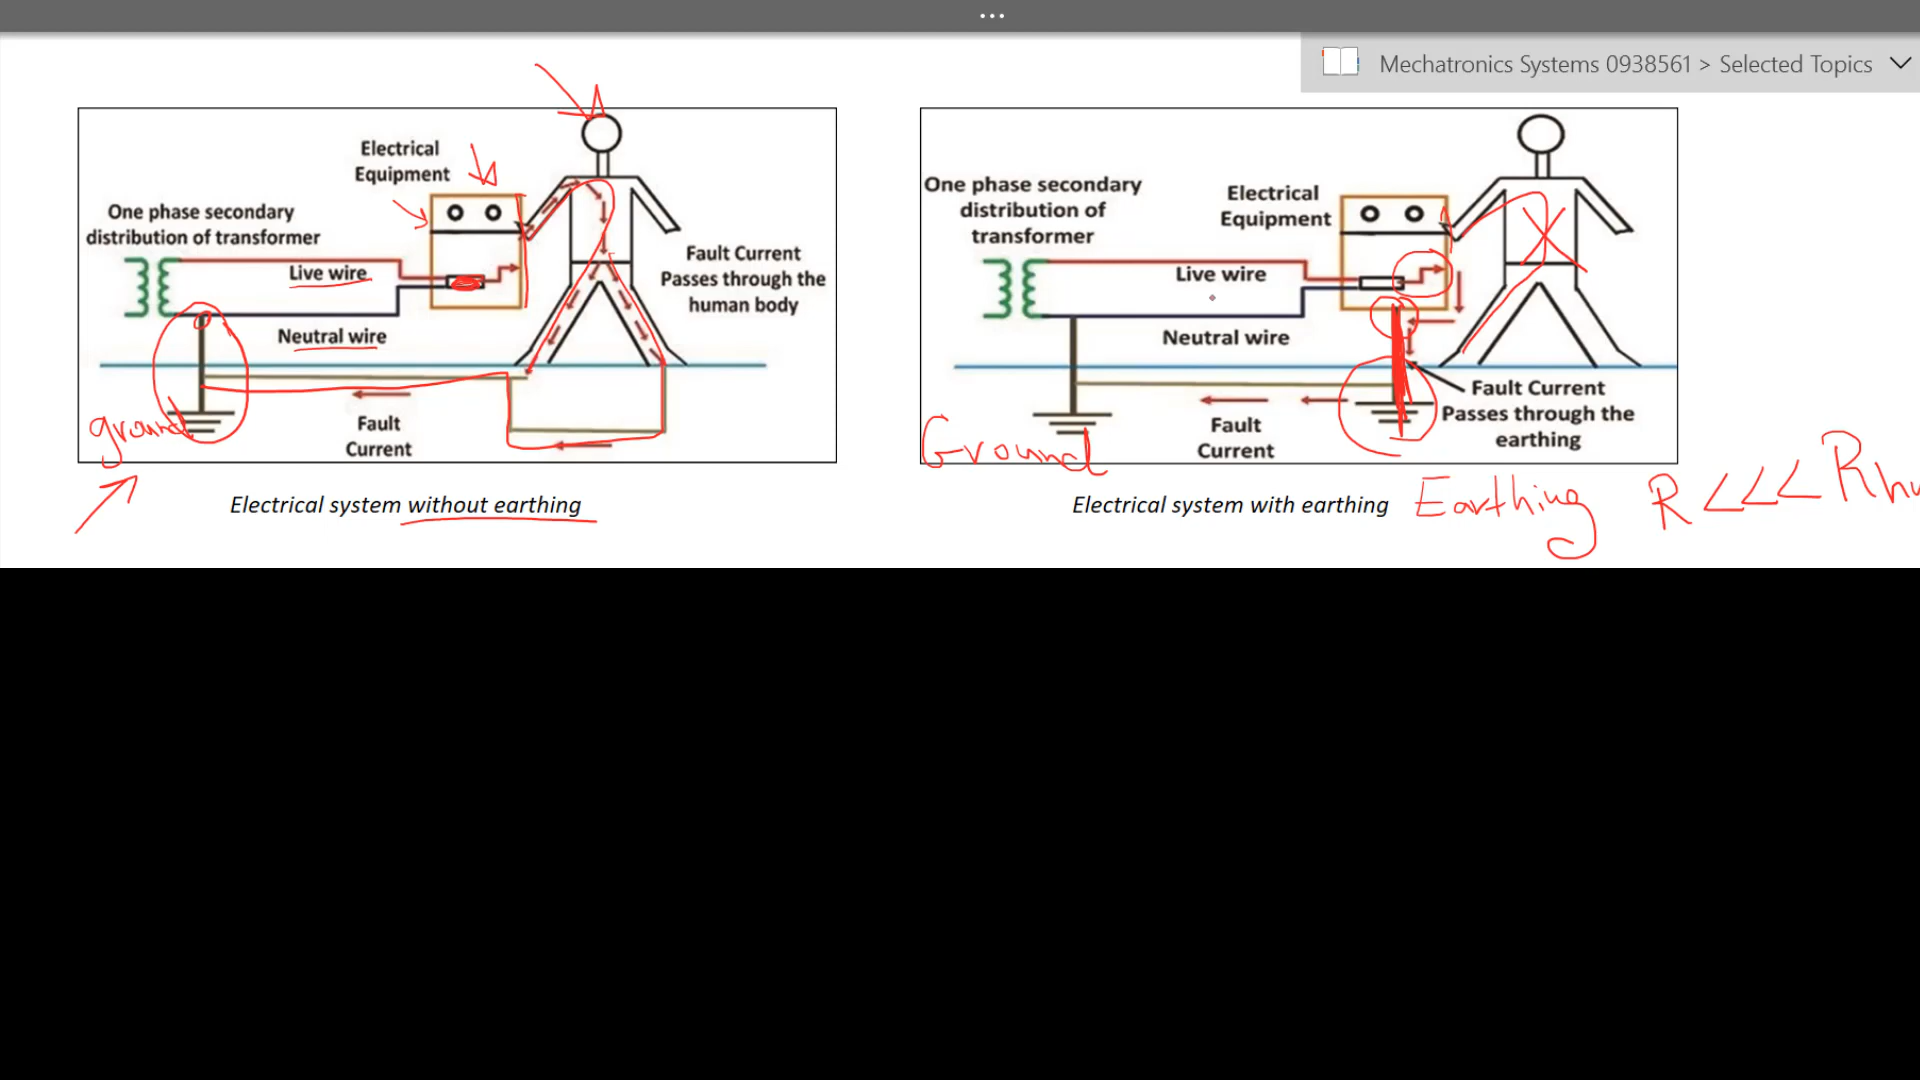 ...
Mechatronics Systems 0938561 > Selected Topics
Electrical
Equipment
One phase secondary
distribution of transformer
Live wire
Neutral wire
Fault Current
Passes through the
human body
Fault
Current
ground
Electrical system without earthing
One phase secondary
distribution of
transformer
Electrical
Equipment
Live wire
Neutral wire
Fault Current
Passes through the
earthing
Fault
Current
Ground
Electrical system with earthing
Earthing R <<< Rhu